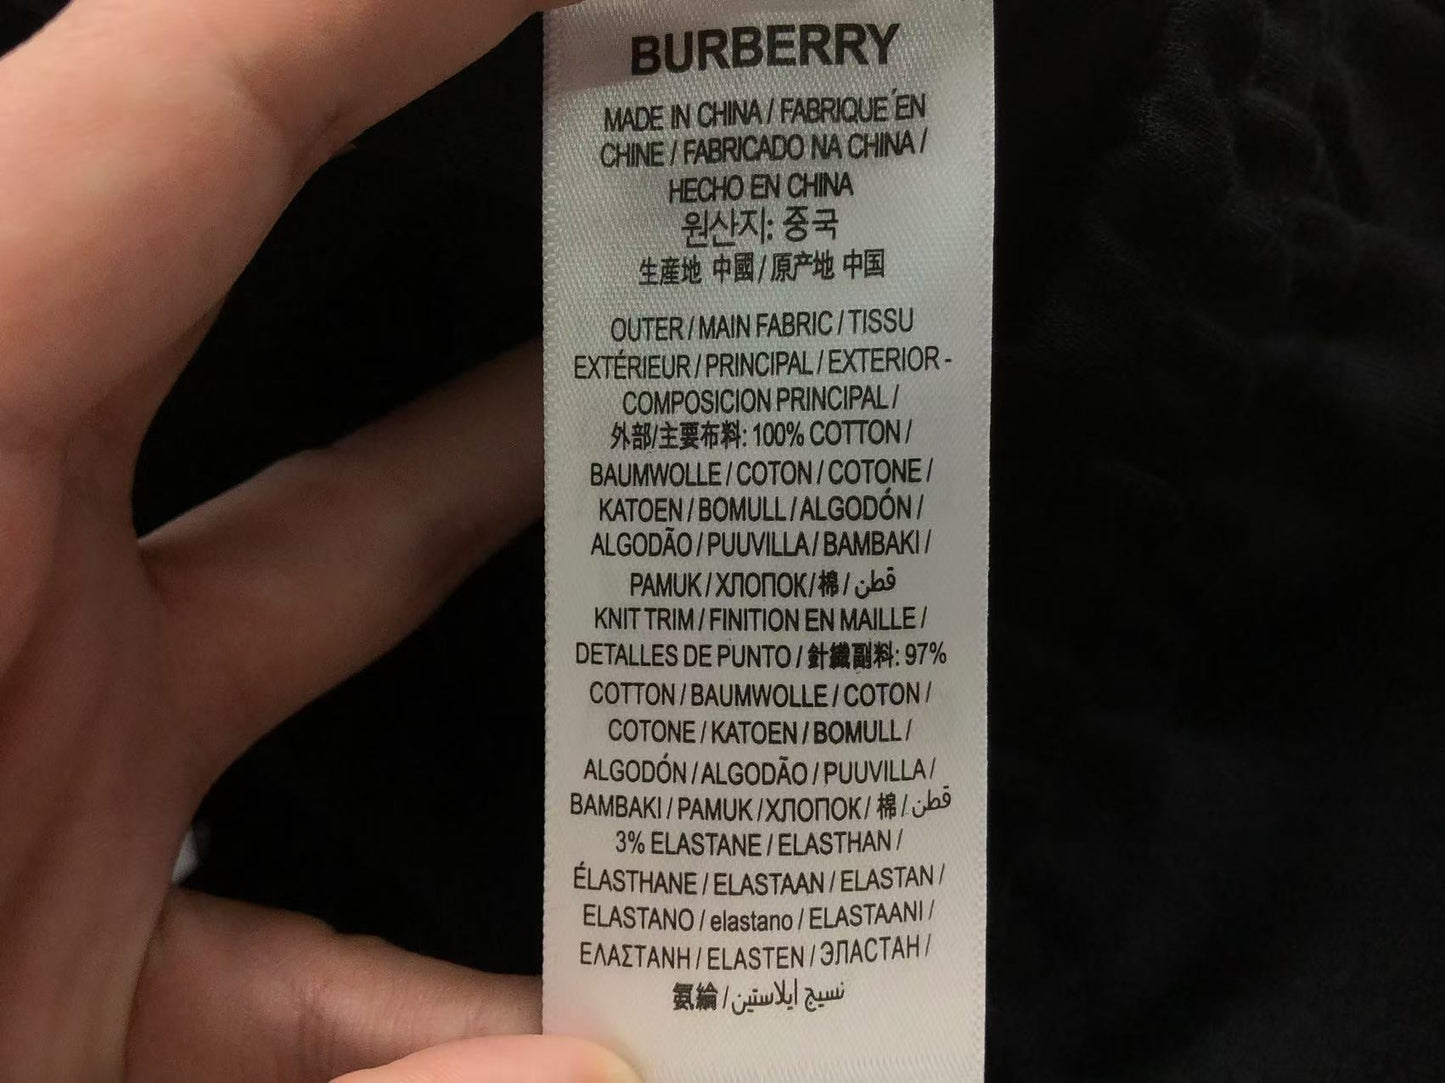 BURBERRY
MADE IN CHINA / FABRIQUE EN
CHINE / FABRICADO NA CHINA /
HECHO EN CHINA
원산지: 중국
生産地 中國 / 原产地 中国
OUTER / MAIN FABRIC / TISSU
EXTÉRIEUR / PRINCIPAL / EXTERIOR -
COMPOSICION PRINCIPAL /
外部/主要布料: 100% COTTON /
BAUMWOLLE / COTON / COTONE /
KATOEN / BOMULL / ALGODÓN /
ALGODÃO / PUUVILLA / BAMBAKI /
PAMUK / ХЛОПОК / 棉 / قطن
KNIT TRIM / FINITION EN MAILLE /
DETALLES DE PUNTO / 針織副料: 97%
COTTON / BAUMWOLLE / COTON /
COTONE / KATOEN / BOMULL /
ALGODÓN / ALGODÃO / PUUVILLA /
BAMBAKI / PAMUK / ХЛОПОК / 棉 / قطن
3% ELASTANE / ELASTHAN /
ÉLASTHANE / ELASTAAN / ELASTAN /
ELASTANO / elastano / ELASTAANI /
ΕΛΑΣΤΑΝΗ / ELASTEN / ЭЛАСТАН /
氨綸 / نسيج ايلاستين